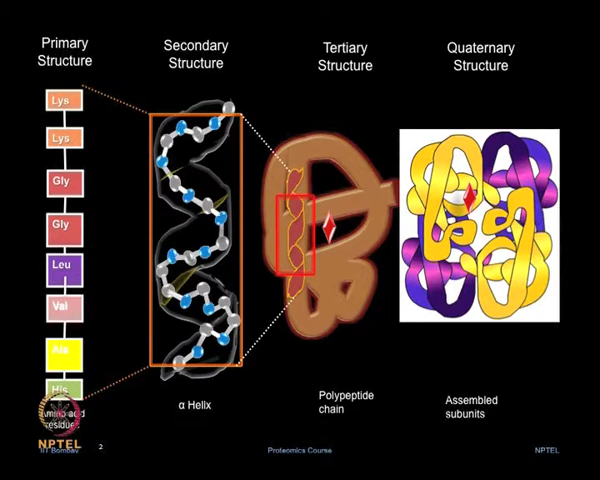 Primary
Structure
Secondary
Structure
Tertiary
Structure
Quaternary
Structure
Lys
Lys
Gly
Gly
Leu
Val
Ala
His
Amino acid
residues
α Helix
Polypeptide
chain
Assembled
subunits
NPTEL
2
IIT Bombay
Proteomics Course
NPTEL